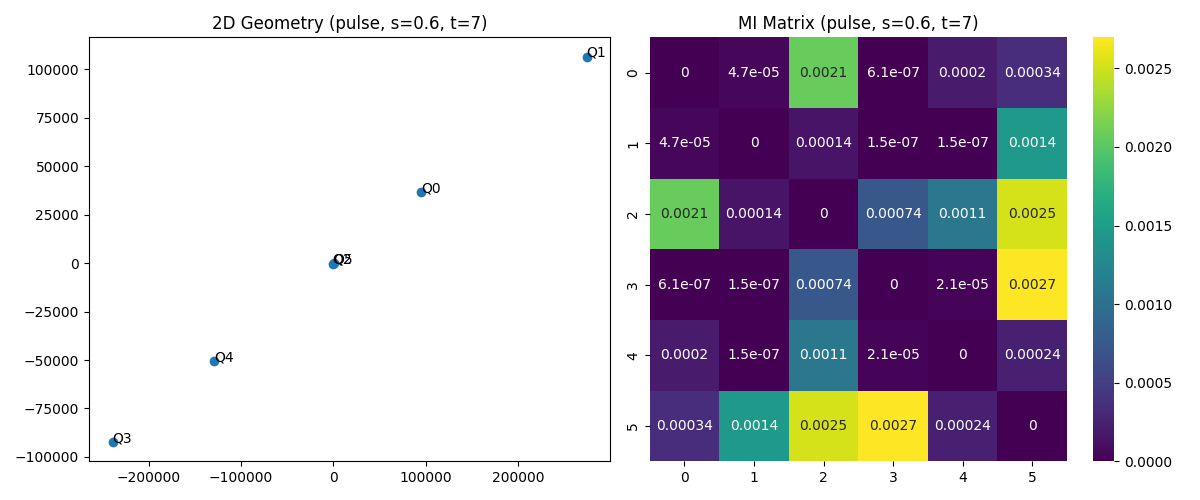 2D Geometry (pulse, s=0.6, t=7)
100000
75000
50000
25000
0
−25000
−50000
−75000
−100000
−200000 −100000 0 100000 200000
Q1
Q0
Q4
Q3
MI Matrix (pulse, s=0.6, t=7)
0 0 4.7e-05 0.0021 6.1e-07 0.0002 0.00034
1 4.7e-05 0 0.00014 1.5e-07 1.5e-07 0.0014
2 0.0021 0.00014 0 0.00074 0.0011 0.0025
3 6.1e-07 1.5e-07 0.00074 0 2.1e-05 0.0027
4 0.0002 1.5e-07 0.0011 2.1e-05 0 0.00024
5 0.00034 0.0014 0.0025 0.0027 0.00024 0
0 1 2 3 4 5
0.0025
0.0020
0.0015
0.0010
0.0005
0.0000